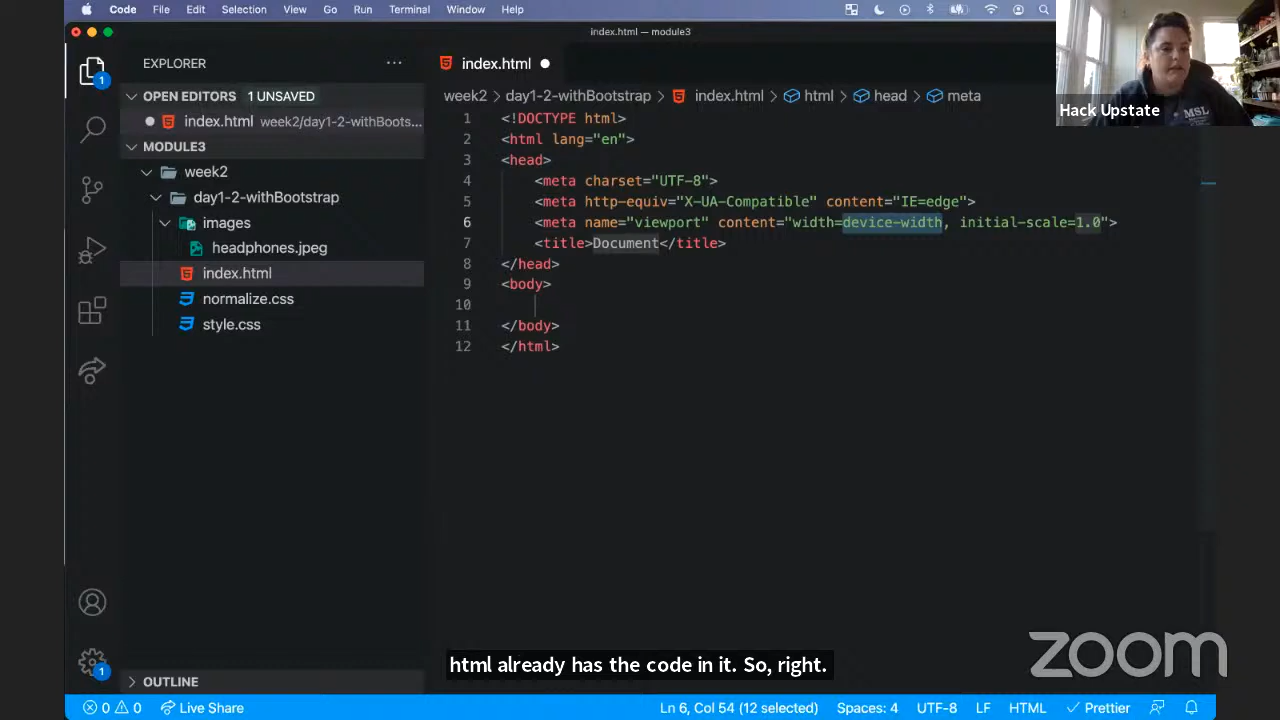 Code File Edit Selection View Go Run Terminal Window Help
index.html — module3
EXPLORER
OPEN EDITORS 1 UNSAVED
index.html week2/day1-2-withBoots...
MODULE3
week2
day1-2-withBootstrap
images
headphones.jpeg
index.html
normalize.css
style.css
OUTLINE
index.html
week2 > day1-2-withBootstrap > index.html > html > head > meta
1 <!DOCTYPE html>
2 <html lang="en">
3 <head>
4 <meta charset="UTF-8">
5 <meta http-equiv="X-UA-Compatible" content="IE=edge">
6 <meta name="viewport" content="width=device-width, initial-scale=1.0">
7 <title>Document</title>
8 </head>
9 <body>
10
11 </body>
12 </html>
Hack Upstate
MSL
html already has the code in it. So, right.
zoom
1
1
0 0 Live Share Ln 6, Col 54 (12 selected) Spaces: 4 UTF-8 LF HTML Prettier